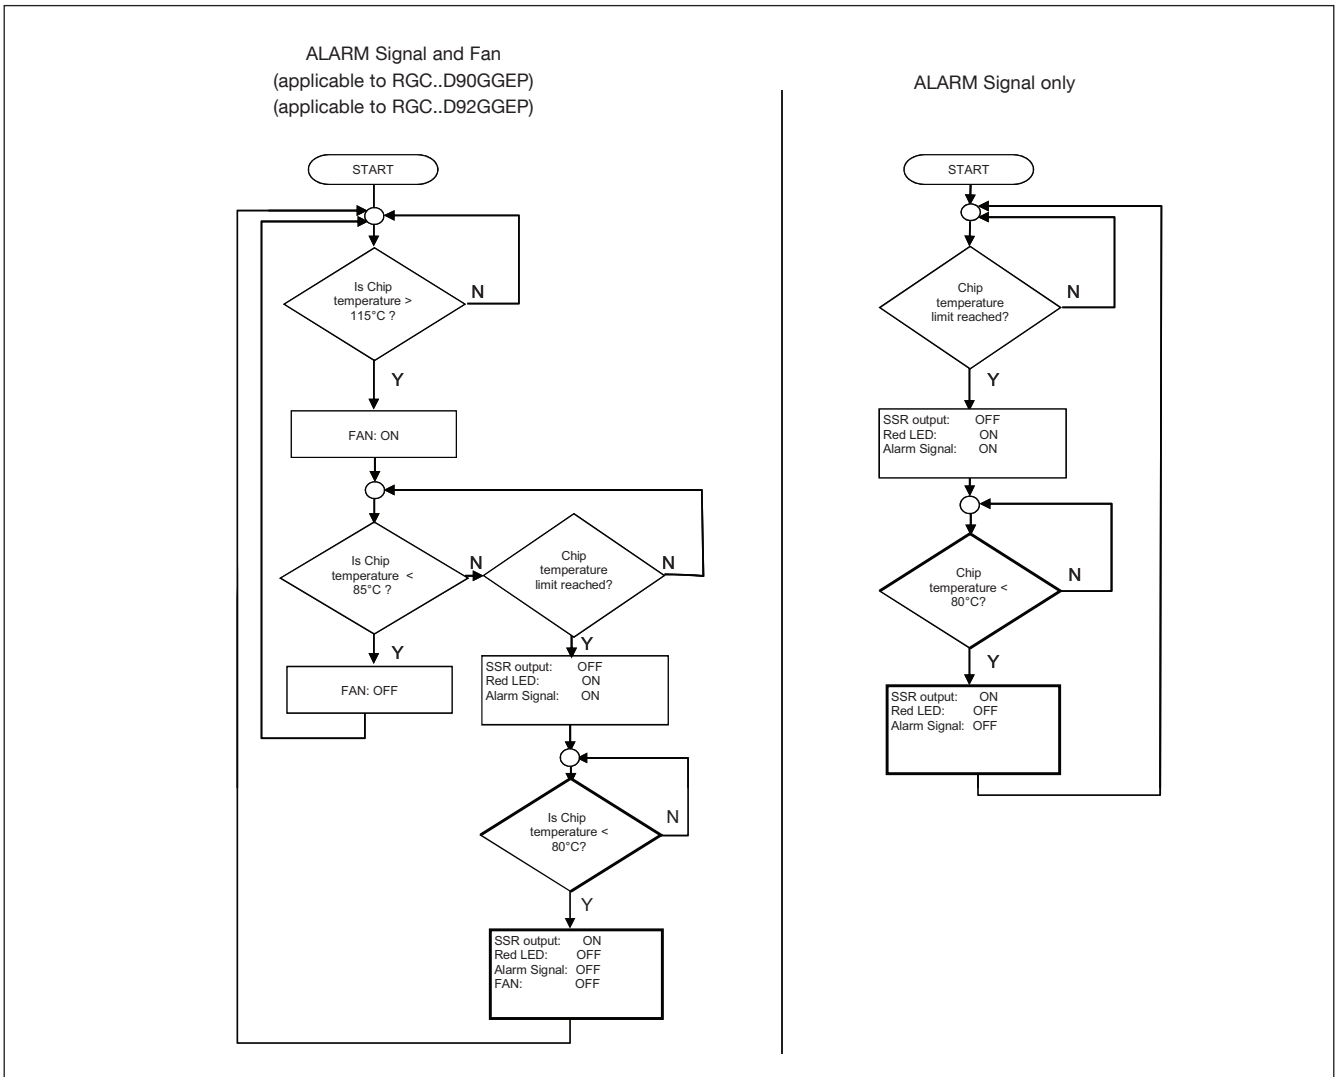 ALARM Signal and Fan
(applicable to RGC..D90GGEP)
(applicable to RGC..D92GGEP)
START
Is Chip
temperature >
115°C ?
N
Y
FAN: ON
Is Chip
temperature <
85°C ?
N
Chip
temperature
limit reached?
N
Y
FAN: OFF
Y
SSR output: OFF
Red LED: ON
Alarm Signal: ON
Is Chip
temperature <
80°C?
N
Y
SSR output: ON
Red LED: OFF
Alarm Signal: OFF
FAN: OFF
ALARM Signal only
START
Chip
temperature
limit reached?
N
Y
SSR output: OFF
Red LED: ON
Alarm Signal: ON
Chip
temperature <
80°C?
N
Y
SSR output: ON
Red LED: OFF
Alarm Signal: OFF